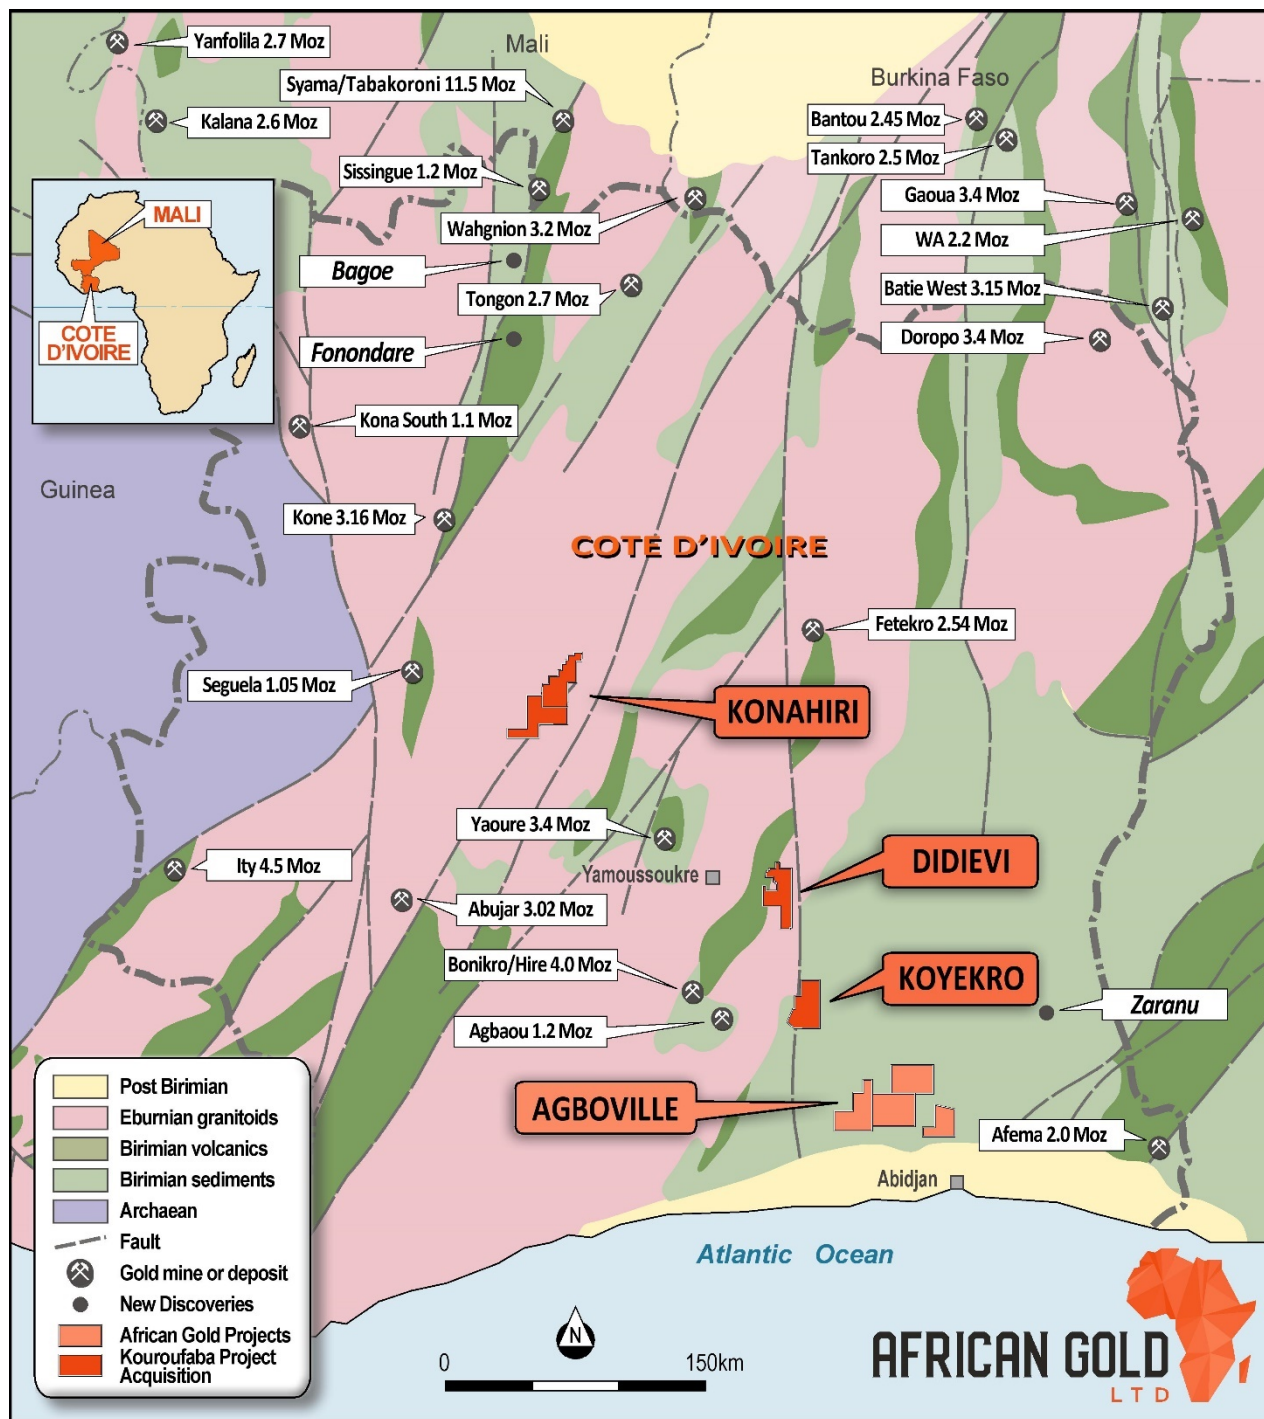 Yanfolila 2.7 Moz
Mali
Syama/Tabakoroni 11.5 Moz
Burkina Faso
Kalana 2.6 Moz
Bantou 2.45 Moz
Tankoro 2.5 Moz
Sissingue 1.2 Moz
Gaoua 3.4 Moz
MALI
Wahgnion 3.2 Moz
WA 2.2 Moz
Bagoe
Tongon 2.7 Moz
Batie West 3.15 Moz
COTE
D'IVOIRE
Fonondare
Doropo 3.4 Moz
Kona South 1.1 Moz
Guinea
Kone 3.16 Moz
COTE D'IVOIRE
Fetekro 2.54 Moz
Seguela 1.05 Moz
KONAHIRI
Yaoure 3.4 Moz
Ity 4.5 Moz
DIDIEVI
Yamoussoukre
Abujar 3.02 Moz
Bonikro/Hire 4.0 Moz
KOYEKRO
Zaranu
Agbaou 1.2 Moz
AGBOVILLE
Afema 2.0 Moz
Abidjan
Post Birimian
Eburnian granitoids
Birimian volcanics
Birimian sediments
Archaean
Fault
Gold mine or deposit
New Discoveries
African Gold Projects
Kouroufaba Project
Acquisition
Atlantic Ocean
N
0 150km
AFRICAN GOLD
LTD